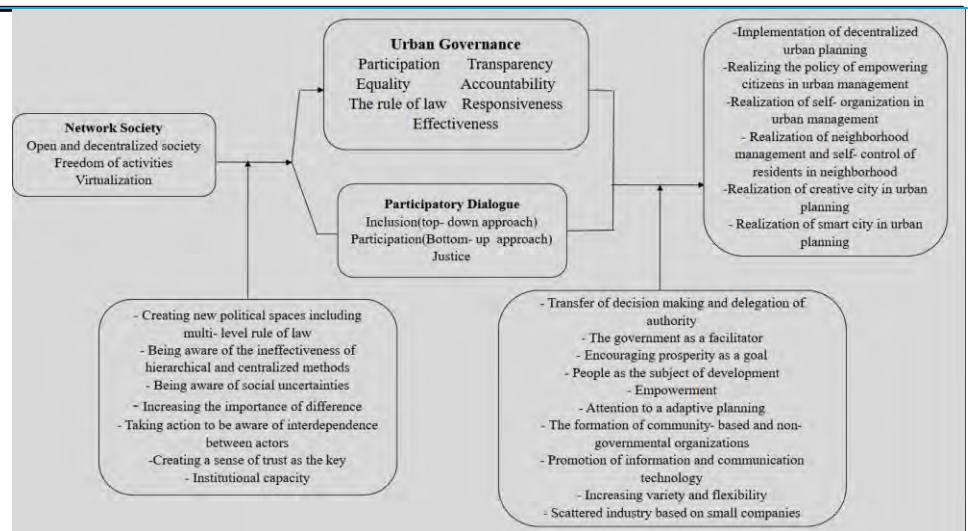 Network Society
Open and decentralized society
Freedom of activities
Virtualization
Urban Governance
Participation Transparency
Equality Accountability
The rule of law Responsiveness
Effectiveness
Participatory Dialogue
Inclusion(top- down approach)
Participation(Bottom- up approach)
Justice
-Implementation of decentralized
urban planning
-Realizing the policy of empowering
citizens in urban management
-Realization of self- organization in
urban management
- Realization of neighborhood
management and self- control of
residents in neighborhood
-Realization of creative city in urban
planning
- Realization of smart city in urban
planning
- Creating new political spaces including
multi- level rule of law
- Being aware of the ineffectiveness of
hierarchical and centralized methods
- Being aware of social uncertainties
- Increasing the importance of difference
- Taking action to be aware of interdependence
between actors
-Creating a sense of trust as the key
- Institutional capacity
- Transfer of decision making and delegation of
authority
- The government as a facilitator
- Encouraging prosperity as a goal
- People as the subject of development
- Empowerment
- Attention to a adaptive planning
- The formation of community- based and non-
governmental organizations
- Promotion of information and communication
technology
- Increasing variety and flexibility
- Scattered industry based on small companies